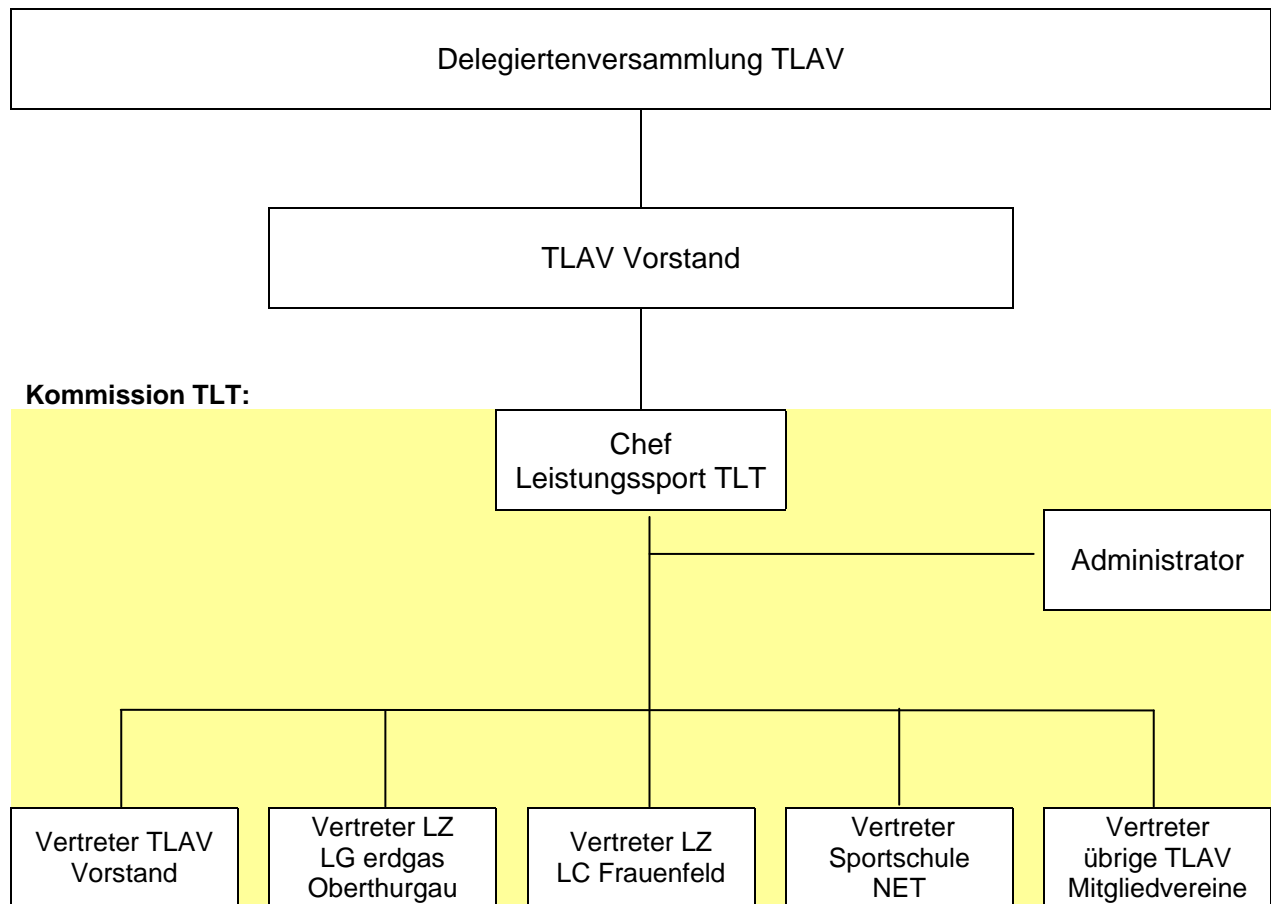 Delegiertenversammlung TLAV
TLAV Vorstand
Kommission TLT:
Chef
Leistungssport TLT
Administrator
Vertreter TLAV
Vorstand
Vertreter LZ
LG erdgas
Oberthurgau
Vertreter LZ
LC Frauenfeld
Vertreter
Sportschule
NET
Vertreter
übrige TLAV
Mitgliedvereine